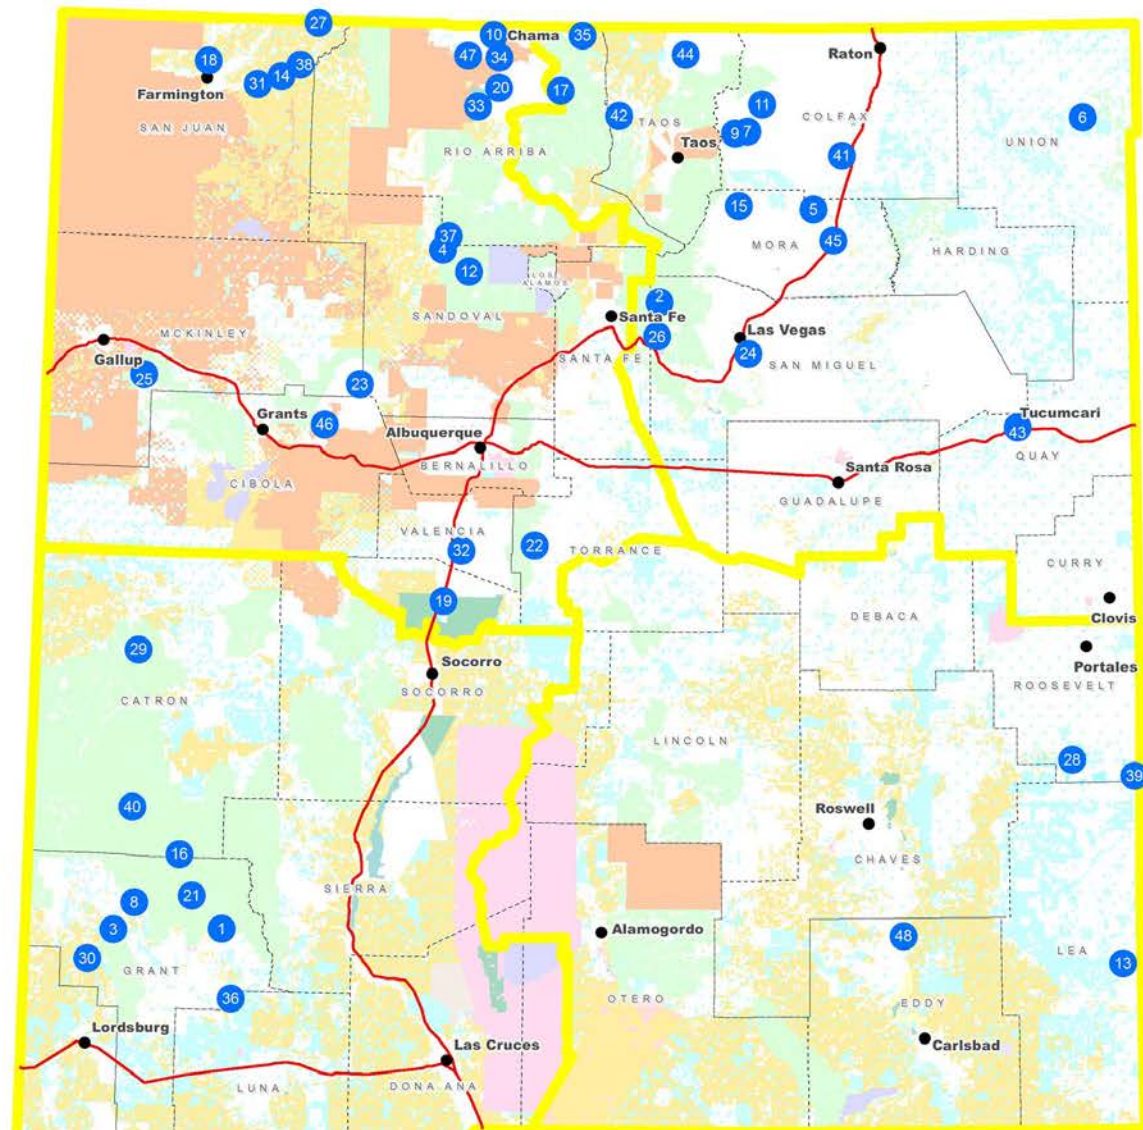 27
10 Chama
35
47
34
44
Raton
18
38
14
31
Farmington
20
17
33
11
6
SAN JUAN
42
TAOS
COLFAX
9 7
UNION
RIO ARRIBA
Taos
41
15
5
37
4
MORA
45
HARDING
12
LOS
ALAMOS
2
SANDOVAL
Santa Fe
26
Las Vegas
MCKINLEY
24
SANTA FE
SAN MIGUEL
Gallup
25
23
Grants
46
Albuquerque
Tucumcari
43
BERNALILLO
QUAY
Santa Rosa
CIBOLA
GUADALUPE
VALENCIA
32
22
TORRANCE
CURRY
19
DEBACA
Clovis
29
Socorro
Portales
SOCORRO
ROOSEVELT
CATRON
LINCOLN
28
39
40
Roswell
16
CHAVES
SIERRA
21
8
3
1
Alamogordo
48
LEA
30
GRANT
13
36
OTERO
EDDY
Lordsburg
Las Cruces
Carlsbad
LUNA
DONA ANA